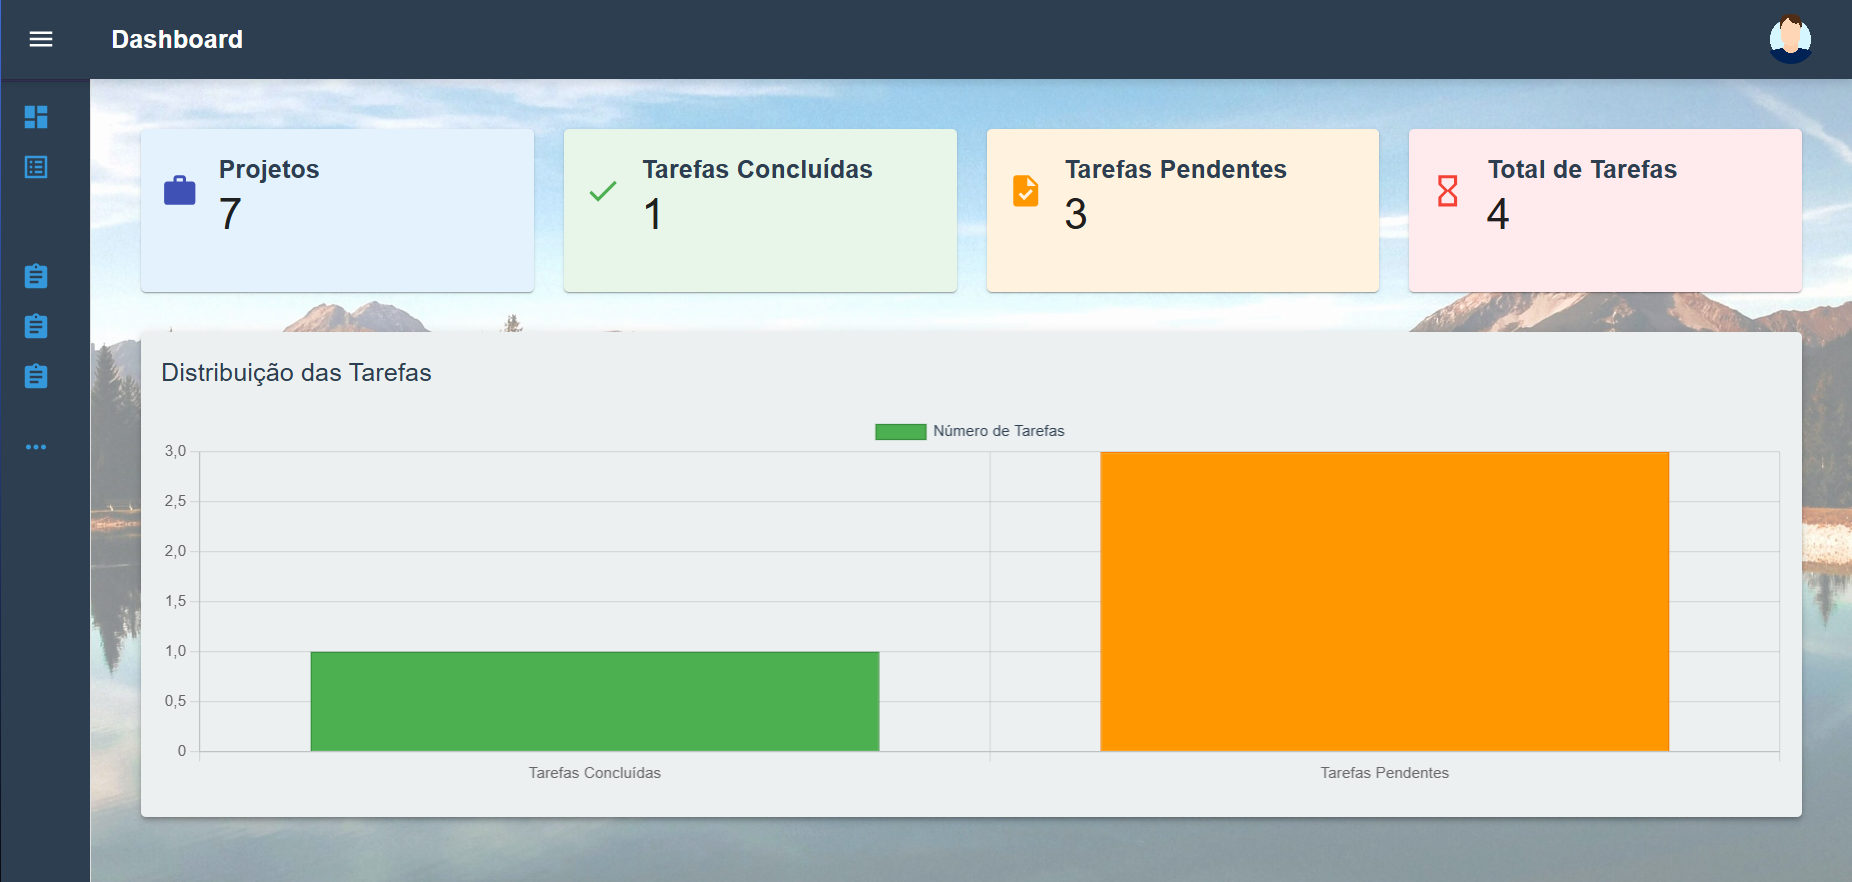 Dashboard
Projetos
7
Tarefas Concluídas
1
Tarefas Pendentes
3
Total de Tarefas
4
Distribuição das Tarefas
Número de Tarefas
3,0
2,5
2,0
1,5
1,0
0,5
0
Tarefas Concluídas
Tarefas Pendentes